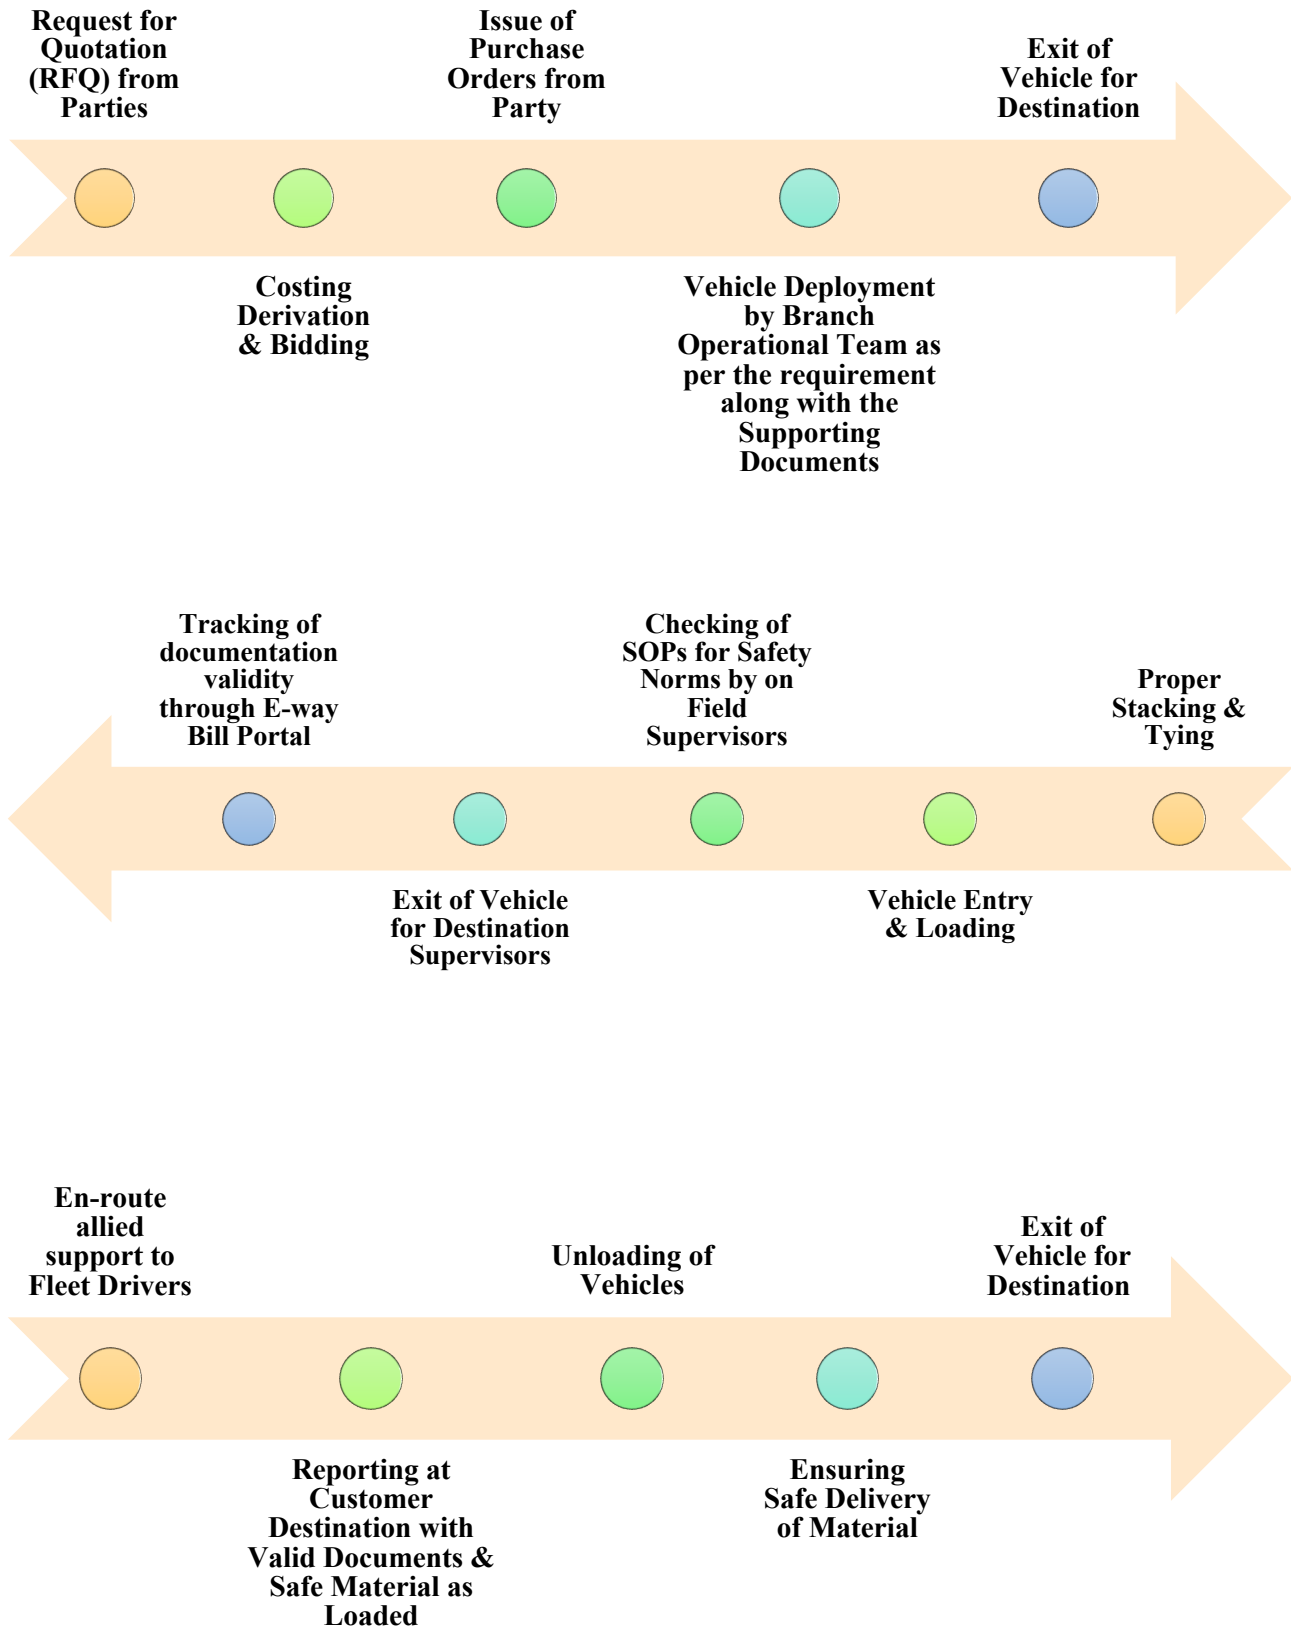 Request for
Quotation
(RFQ) from
Parties
Costing
Derivation
& Bidding
Issue of
Purchase
Orders from
Party
Vehicle Deployment
by Branch
Operational Team as
per the requirement
along with the
Supporting
Documents
Exit of
Vehicle for
Destination
Proper
Stacking &
Tying
Vehicle Entry
& Loading
Checking of
SOPs for Safety
Norms by on
Field
Supervisors
Exit of Vehicle
for Destination
Supervisors
Tracking of
documentation
validity
through E-way
Bill Portal
En-route
allied
support to
Fleet Drivers
Reporting at
Customer
Destination with
Valid Documents &
Safe Material as
Loaded
Unloading of
Vehicles
Ensuring
Safe Delivery
of Material
Exit of
Vehicle for
Destination